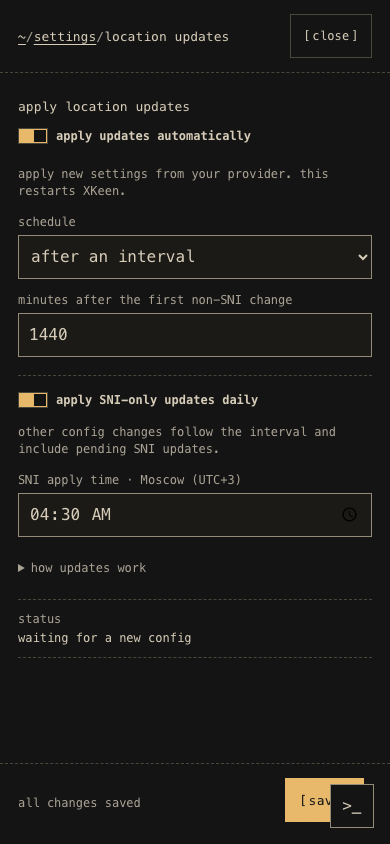 ~/settings/location updates
[close]
apply location updates
apply updates automatically
apply new settings from your provider. this
restarts XKeen.
schedule
after an interval
minutes after the first non-SNI change
1440
apply SNI-only updates daily
other config changes follow the interval and
include pending SNI updates.
SNI apply time · Moscow (UTC+3)
04:30 AM
▶ how updates work
status
waiting for a new config
all changes saved
[sav
>_